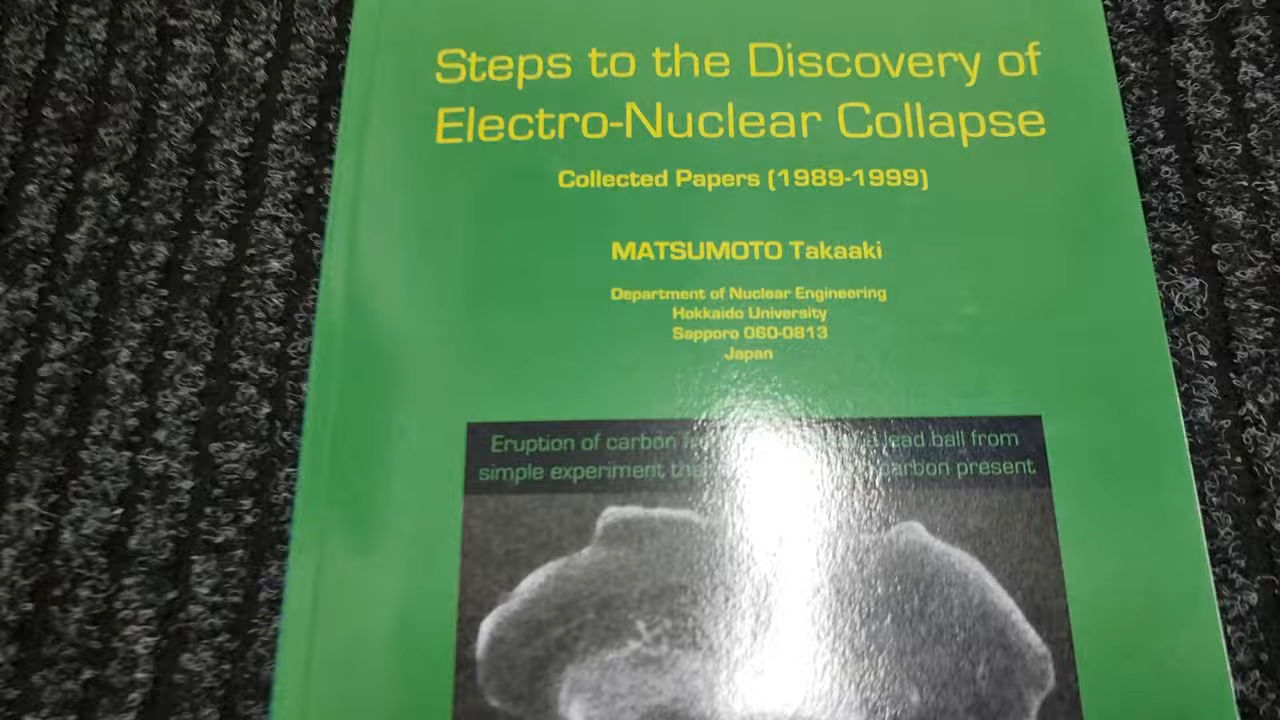 Steps to the Discovery of
Electro-Nuclear Collapse
Collected Papers (1989-1999)
MATSUMOTO Takaaki
Department of Nuclear Engineering
Hokkaido University
Sapporo 060-0813
Japan
Eruption of carbon lead ball from
simple experiment carbon present